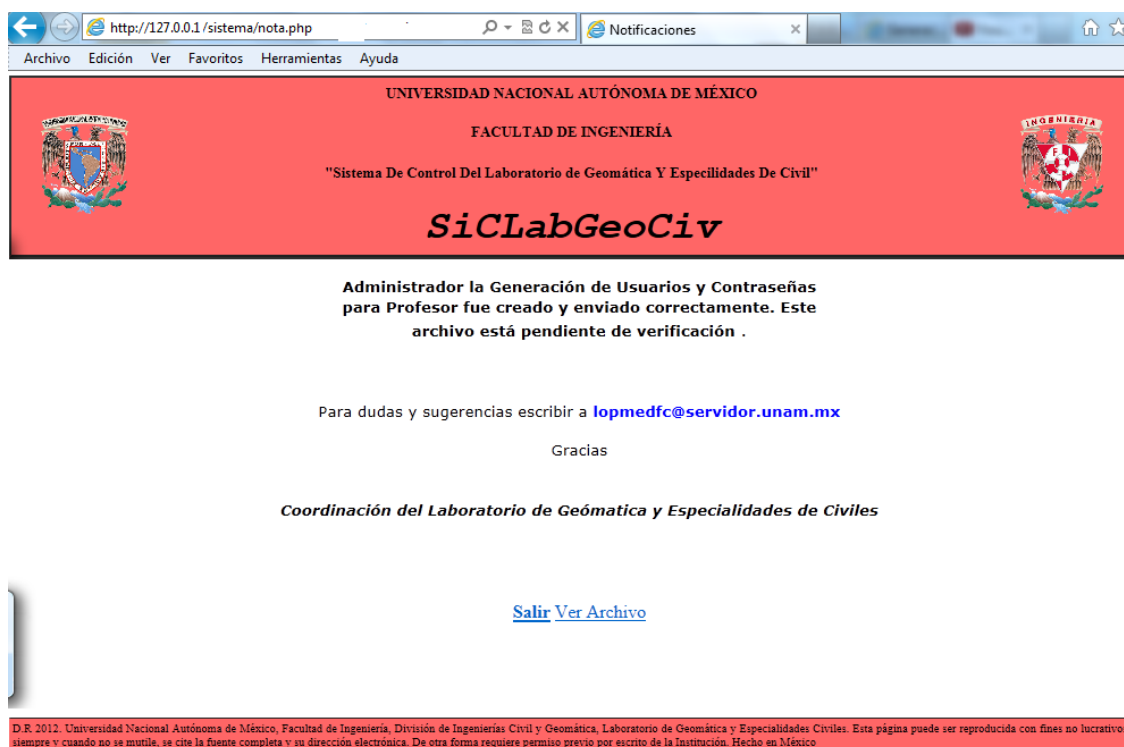 http://127.0.0.1/sistema/nota.php
Notificaciones
Archivo Edición Ver Favoritos Herramientas Ayuda
UNIVERSIDAD NACIONAL AUTÓNOMA DE MÉXICO
FACULTAD DE INGENIERÍA
INGENIERIA
"Sistema De Control Del Laboratorio de Geomática Y Especilidades De Civil"
SiCLabGeoCiv
Administrador la Generación de Usuarios y Contraseñas
para Profesor fue creado y enviado correctamente. Este
archivo está pendiente de verificación .
Para dudas y sugerencias escribir a lopmedfc@servidor.unam.mx
Gracias
Coordinación del Laboratorio de Geómatica y Especialidades de Civiles
Salir Ver Archivo
D.R. 2012. Universidad Nacional Autónoma de México, Facultad de Ingeniería, División de Ingenierías Civil y Geomática, Laboratorio de Geomática y Especialidades Civiles. Esta página puede ser reproducida con fines no lucrativo
siempre y cuando no se mutile, se cite la fuente completa y su dirección electrónica. De otra forma requiere permiso previo por escrito de la Institución. Hecho en México